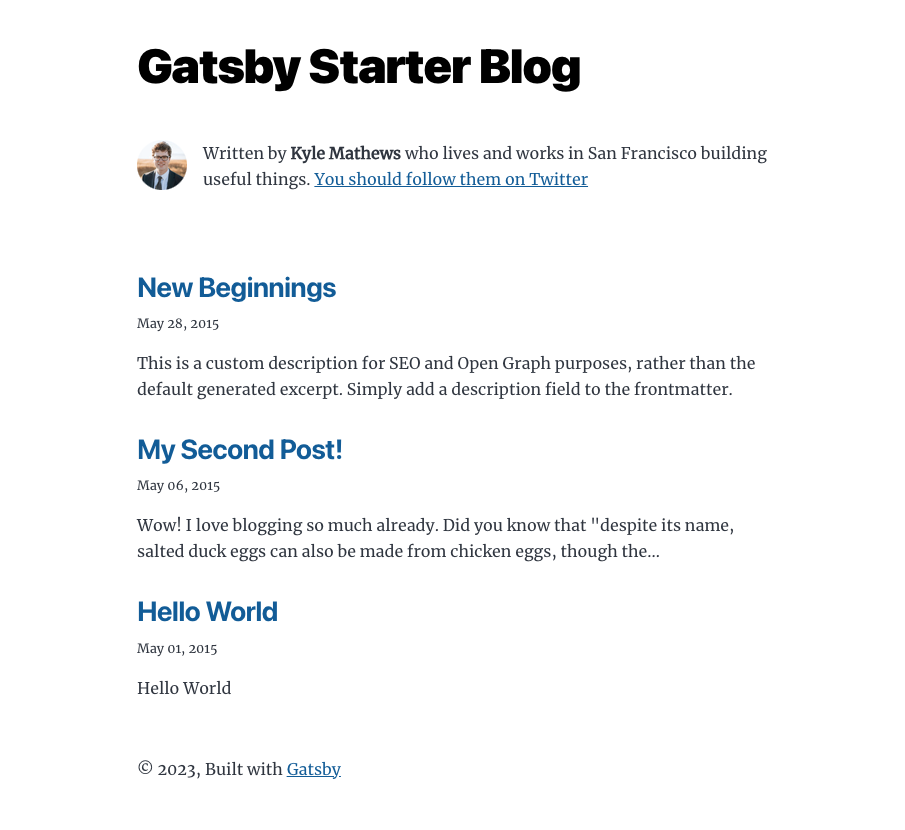 Gatsby Starter Blog
Written by Kyle Mathews who lives and works in San Francisco building
useful things. You should follow them on Twitter
New Beginnings
May 28, 2015
This is a custom description for SEO and Open Graph purposes, rather than the
default generated excerpt. Simply add a description field to the frontmatter.
My Second Post!
May 06, 2015
Wow! I love blogging so much already. Did you know that "despite its name,
salted duck eggs can also be made from chicken eggs, though the…
Hello World
May 01, 2015
Hello World
© 2023, Built with Gatsby